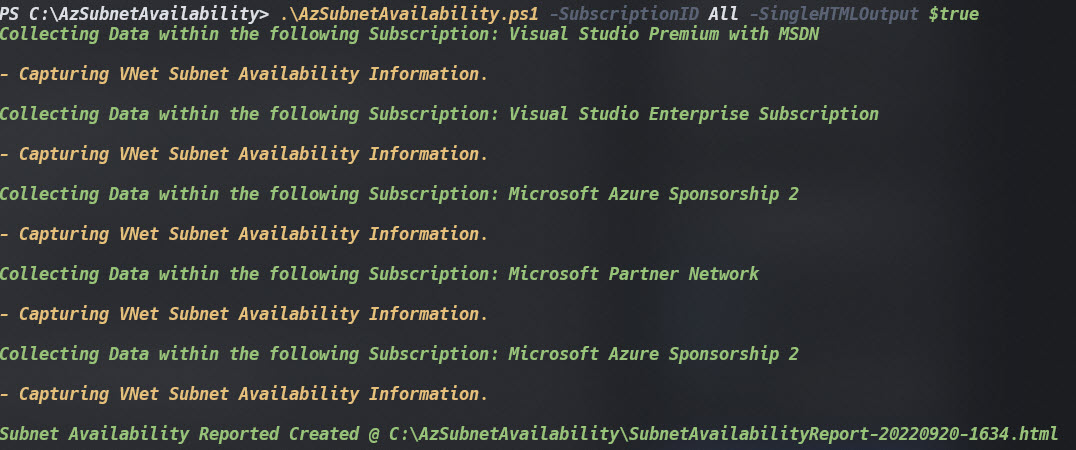 PS C:\AzSubnetAvailability> .\AzSubnetAvailability.ps1 -SubscriptionID All -SingleHTMLOutput $true
Collecting Data within the following Subscription: Visual Studio Premium with MSDN
- Capturing VNet Subnet Availability Information.
Collecting Data within the following Subscription: Visual Studio Enterprise Subscription
- Capturing VNet Subnet Availability Information.
Collecting Data within the following Subscription: Microsoft Azure Sponsorship 2
- Capturing VNet Subnet Availability Information.
Collecting Data within the following Subscription: Microsoft Partner Network
- Capturing VNet Subnet Availability Information.
Collecting Data within the following Subscription: Microsoft Azure Sponsorship 2
- Capturing VNet Subnet Availability Information.
Subnet Availability Reported Created @ C:\AzSubnetAvailability\SubnetAvailabilityReport-20220920-1634.html